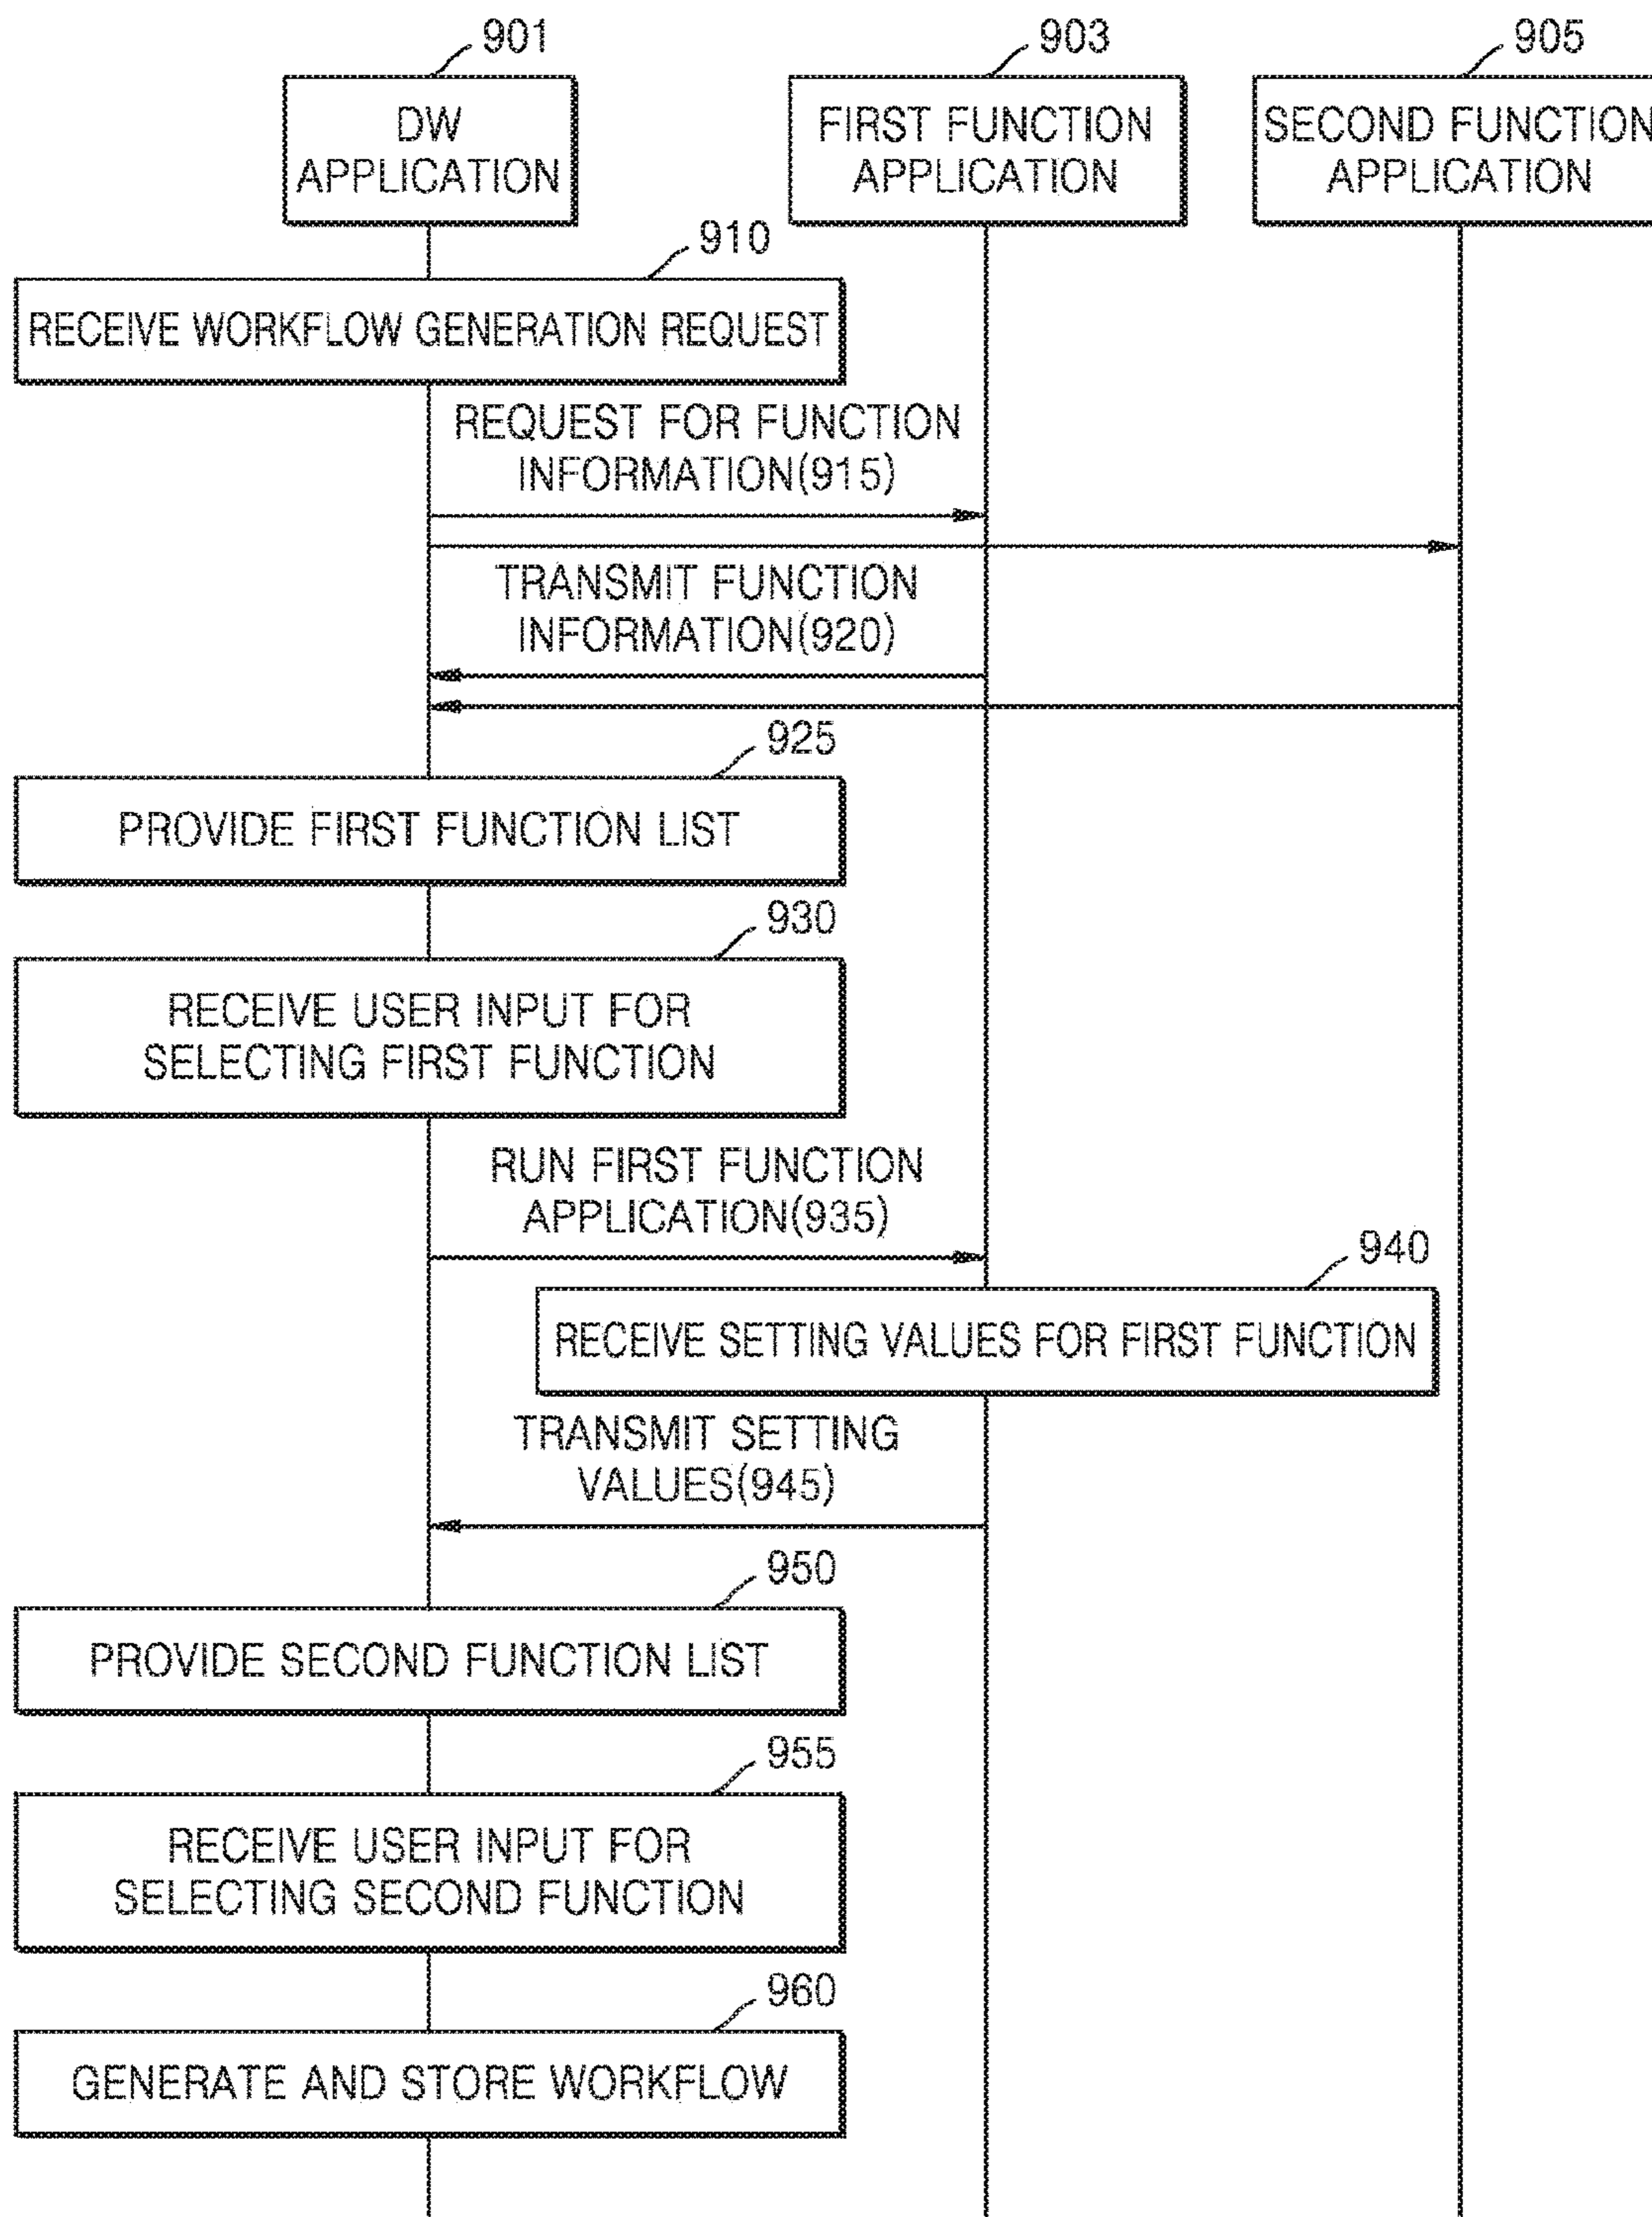 901
903
905
DW
APPLICATION
FIRST FUNCTION
APPLICATION
SECOND FUNCTION
APPLICATION
910
RECEIVE WORKFLOW GENERATION REQUEST
REQUEST FOR FUNCTION
INFORMATION(915)
TRANSMIT FUNCTION
INFORMATION(920)
925
PROVIDE FIRST FUNCTION LIST
930
RECEIVE USER INPUT FOR
SELECTING FIRST FUNCTION
RUN FIRST FUNCTION
APPLICATION(935)
940
RECEIVE SETTING VALUES FOR FIRST FUNCTION
TRANSMIT SETTING
VALUES(945)
950
PROVIDE SECOND FUNCTION LIST
955
RECEIVE USER INPUT FOR
SELECTING SECOND FUNCTION
960
GENERATE AND STORE WORKFLOW